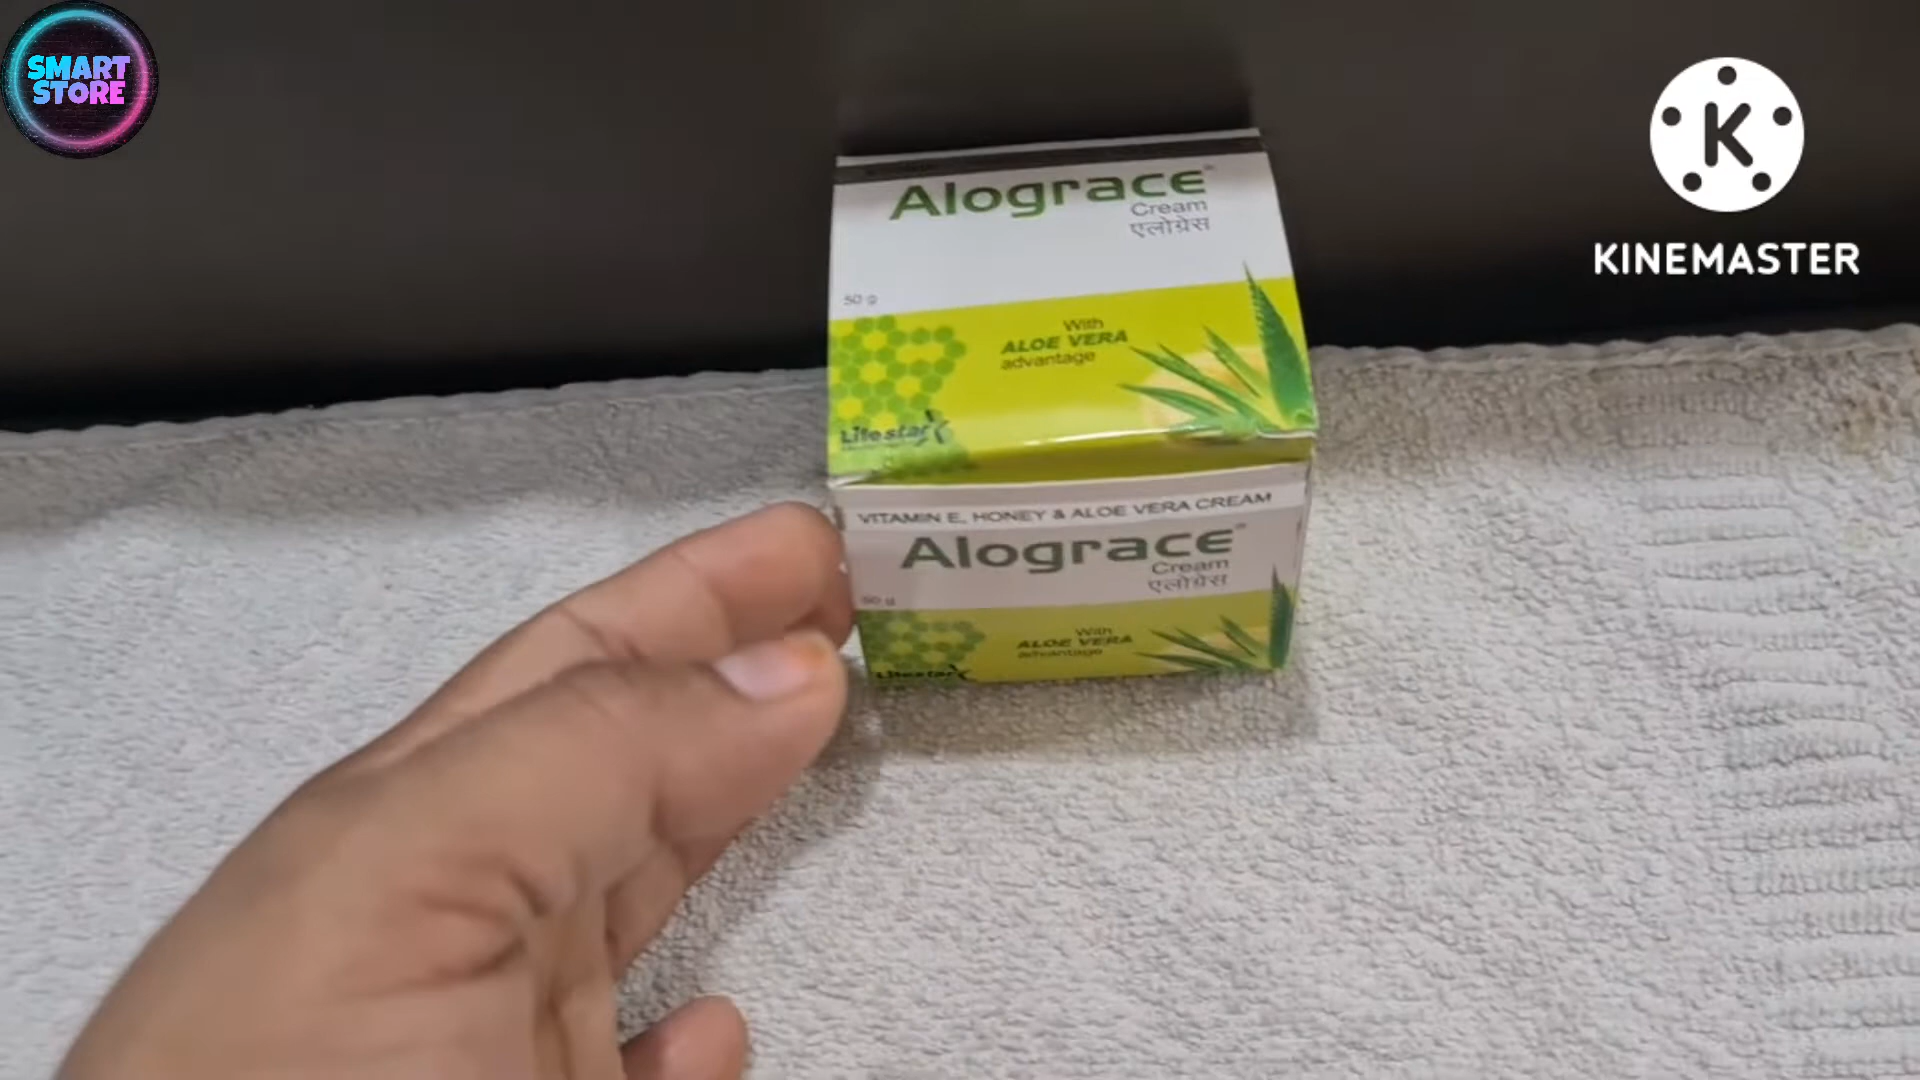 SMART
STORE
K
KINEMASTER
Alograce
Cream
एलोग्रेस
50 g
With
ALOE VERA
advantage
Lifestar
VITAMIN E, HONEY & ALOE VERA CREAM
Alograce
Cream
एलोग्रेस
50 g
With
ALOE VERA
advantage
Lifestar